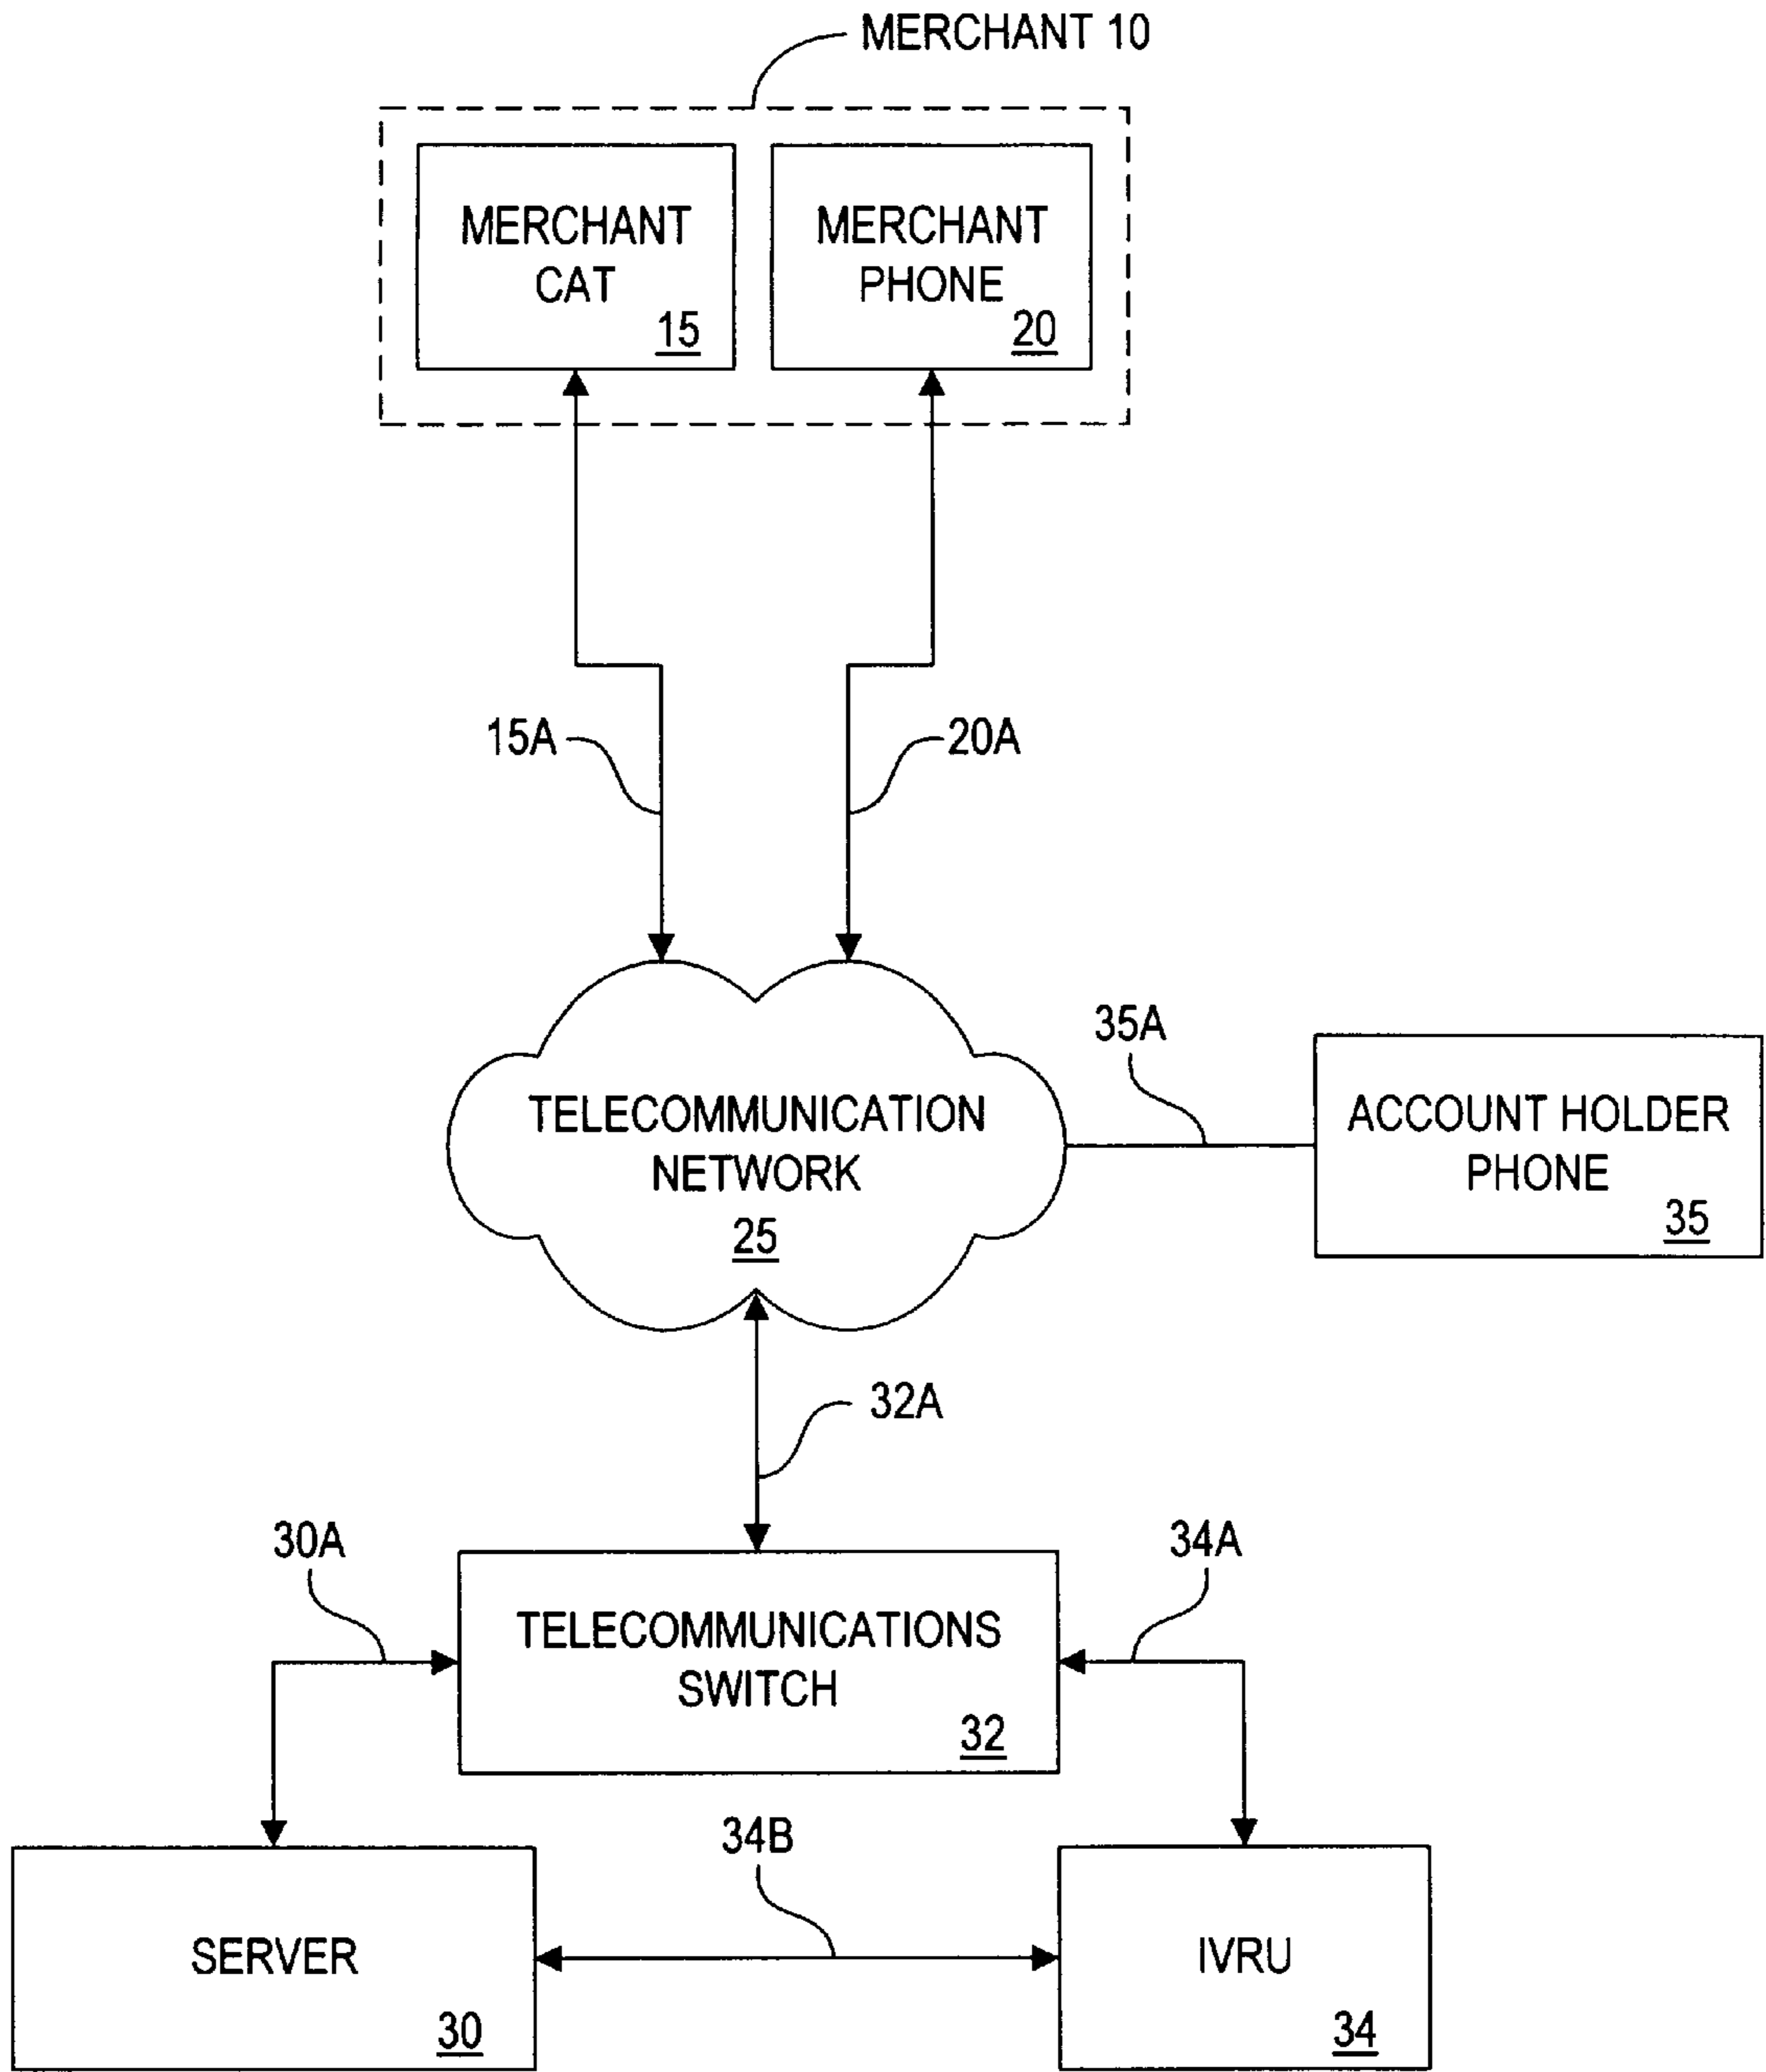 MERCHANT 10
MERCHANT
CAT
15
MERCHANT
PHONE
20
15A
20A
TELECOMMUNICATION
NETWORK
25
35A
ACCOUNT HOLDER
PHONE
35
32A
30A
34A
TELECOMMUNICATIONS
SWITCH
32
34B
SERVER
30
IVRU
34